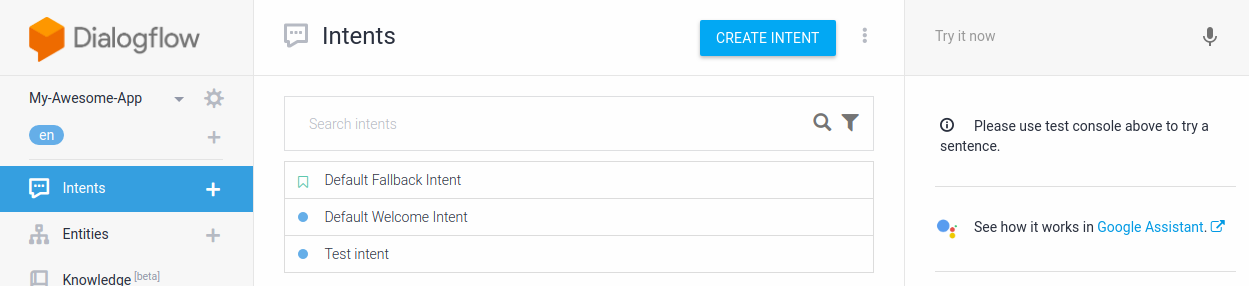 Dialogflow
My-Awesome-App
en
Intents
Entities
Knowledge [beta]
Intents
CREATE INTENT
Search intents
Default Fallback Intent
Default Welcome Intent
Test intent
Try it now
Please use test console above to try a
sentence.
See how it works in Google Assistant.